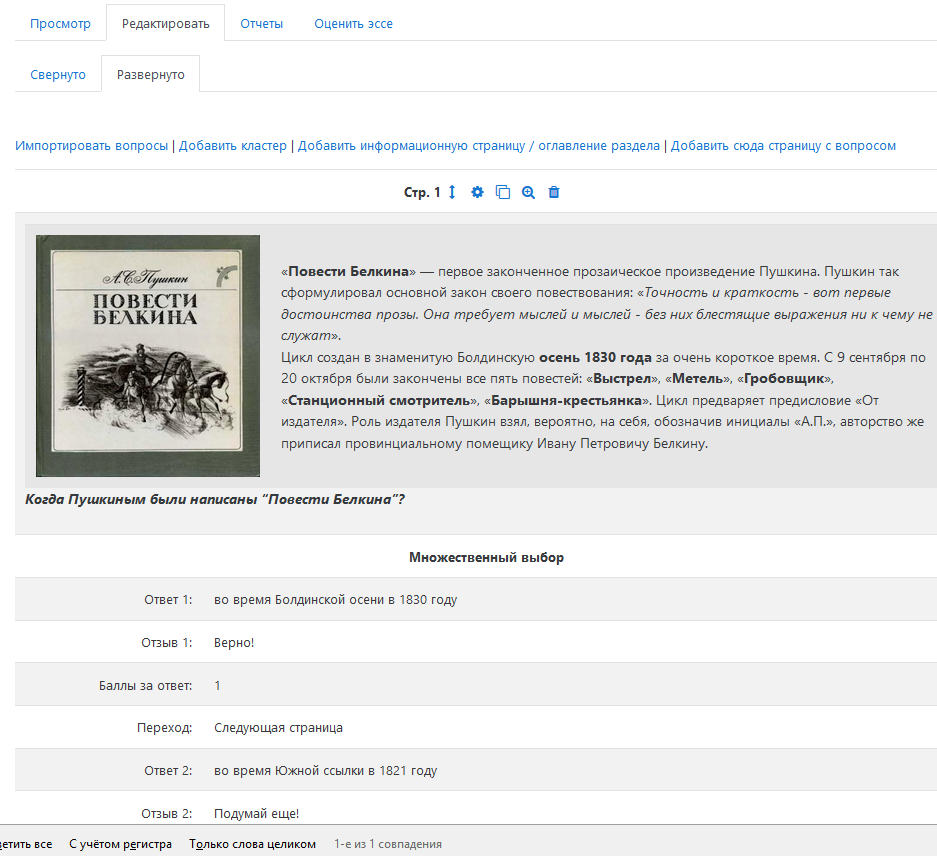 Просмотр Редактировать Отчеты Оценить эссе
Свернуто Развернуто
Импортировать вопросы | Добавить кластер | Добавить информационную страницу / оглавление раздела | Добавить сюда страницу с вопросом
Стр. 1
А.С.Пушкин
ПОВЕСТИ
БЕЛКИНА
«Повести Белкина» — первое законченное прозаическое произведение Пушкина. Пушкин так
сформулировал основной закон своего повествования: «Точность и краткость - вот первые
достоинства прозы. Она требует мыслей и мыслей - без них блестящие выражения ни к чему не
служат».
Цикл создан в знаменитую Болдинскую осень 1830 года за очень короткое время. С 9 сентября по
20 октября были закончены все пять повестей: «Выстрел», «Метель», «Гробовщик»,
«Станционный смотритель», «Барышня-крестьянка». Цикл предваряет предисловие «От
издателя». Роль издателя Пушкин взял, вероятно, на себя, обозначив инициалы «А.П.», авторство же
приписал провинциальному помещику Ивану Петровичу Белкину.
Когда Пушкиным были написаны “Повести Белкина”?
Множественный выбор
Ответ 1: во время Болдинской осени в 1830 году
Отзыв 1: Верно!
Баллы за ответ: 1
Переход: Следующая страница
Ответ 2: во время Южной ссылки в 1821 году
Отзыв 2: Подумай еще!
етить все С учётом регистра Только слова целиком 1-е из 1 совпадения